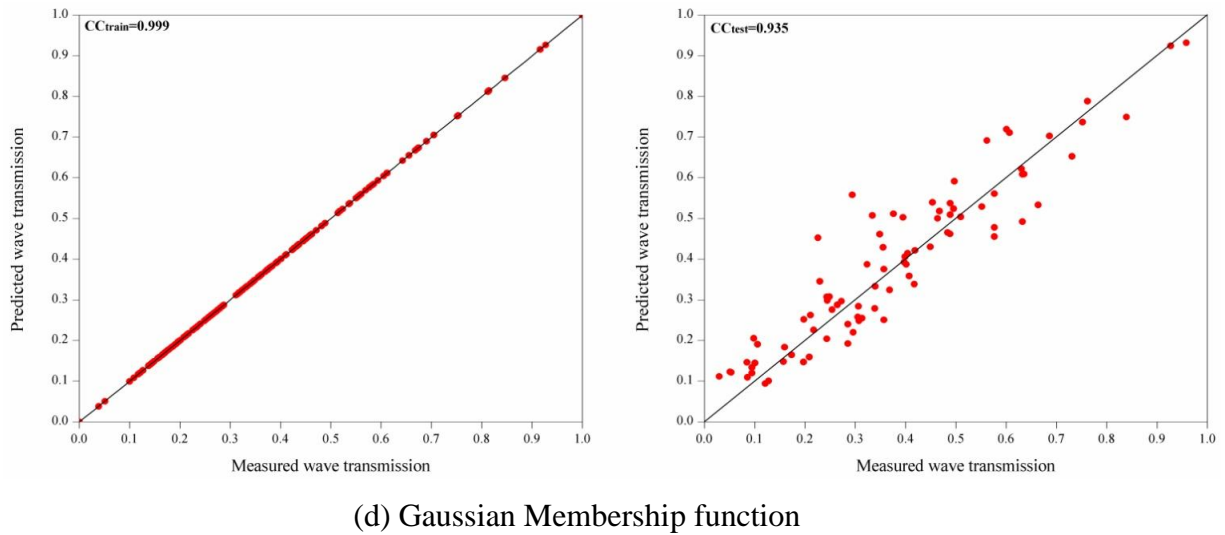 CCtrain=0.999
1.0
0.9
0.8
0.7
0.6
0.5
0.4
0.3
0.2
0.1
0.0
Predicted wave transmission
0.0 0.1 0.2 0.3 0.4 0.5 0.6 0.7 0.8 0.9 1.0
Measured wave transmission
CCtest=0.935
1.0
0.9
0.8
0.7
0.6
0.5
0.4
0.3
0.2
0.1
0.0
Predicted wave transmission
0.0 0.1 0.2 0.3 0.4 0.5 0.6 0.7 0.8 0.9 1.0
Measured wave transmission
(d) Gaussian Membership function